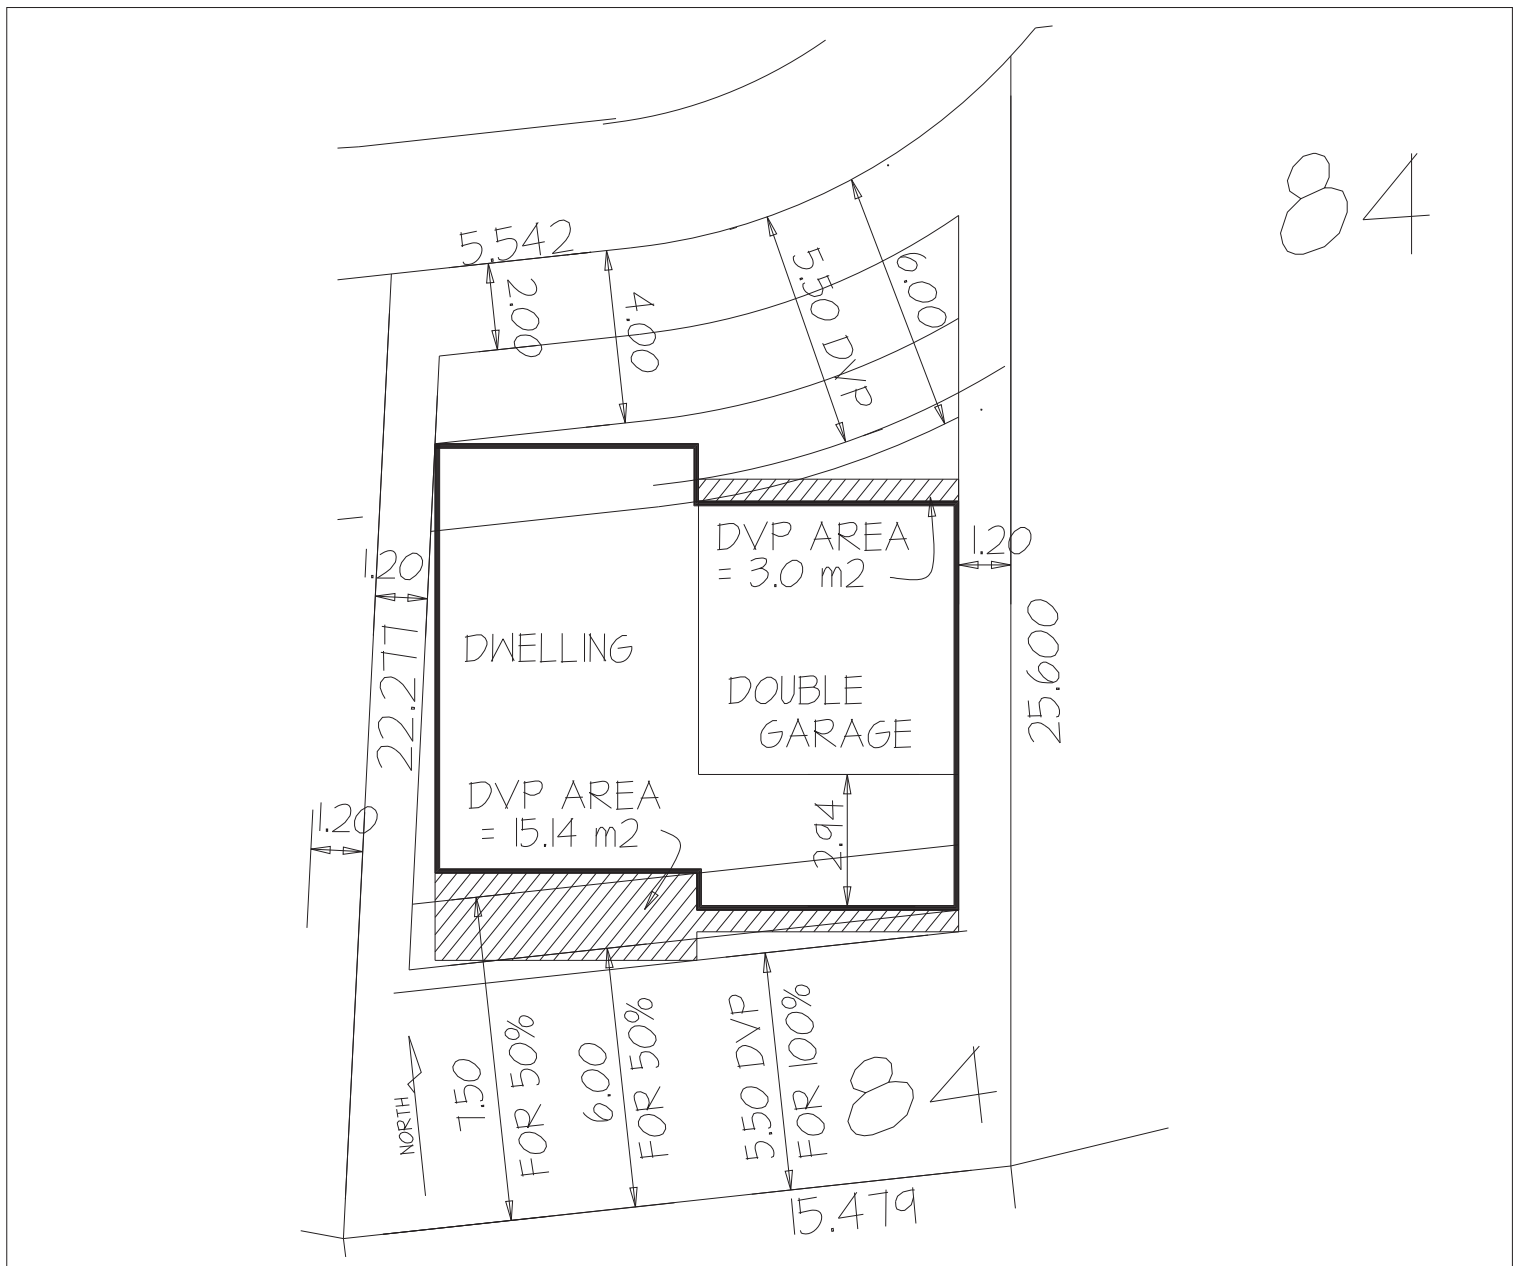 84
5.542
2.00
4.00
5.50 DVP
6.00
DVP AREA
= 3.0 m2
1.20
1.20
22.277
DWELLING
25.600
DOUBLE
GARAGE
DVP AREA
= 15.14 m2
2.94
1.20
NORTH
7.50
FOR 50%
6.00
FOR 50%
5.50 DVP
FOR 100%
84
15.479